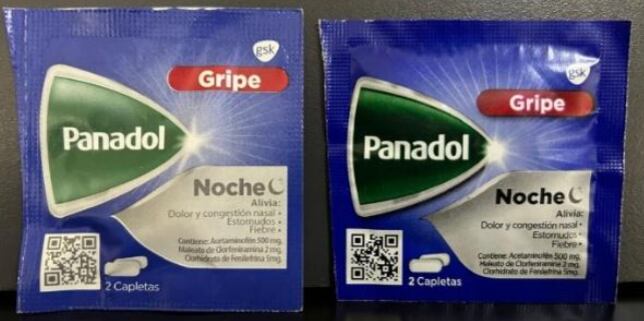 gsk
Gripe
Panadol
Noche
Alivia:
Dolor y congestión nasal •
Estornudos •
Fiebre •
Contiene: Acetaminofén 500 mg.
Maleato de Clorfeniramina 2 mg.
Clorhidrato de Fenilefrina 5mg.
2 Capletas
gsk
Gripe
Panadol
Noche
Alivia:
Dolor y congestión nasal •
Estornudos •
Fiebre •
Contiene: Acetaminofén 500 mg.
Maleato de Clorfeniramina 2 mg.
Clorhidrato de Fenilefrina 5mg.
2 Capletas